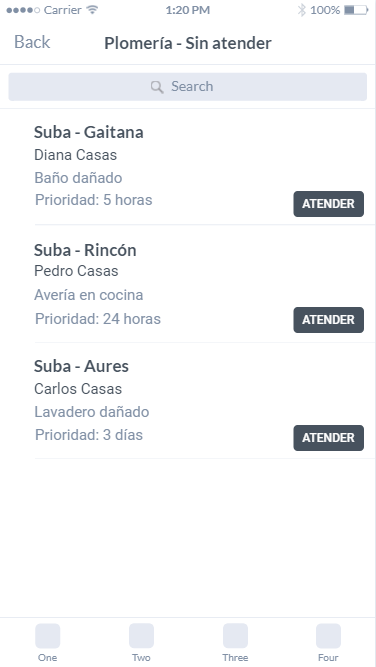 Carrier 1:20 PM 100%
Back Plomería - Sin atender
Search
Suba - Gaitana
Diana Casas
Baño dañado
Prioridad: 5 horas
ATENDER
Suba - Rincón
Pedro Casas
Avería en cocina
Prioridad: 24 horas
ATENDER
Suba - Aures
Carlos Casas
Lavadero dañado
Prioridad: 3 días
ATENDER
One Two Three Four